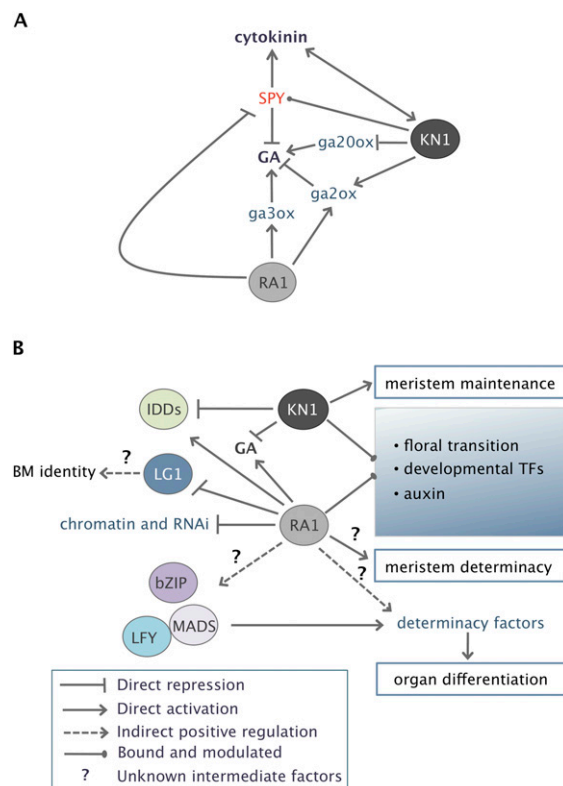 A
cytokinin
SPY
ga20ox
KN1
GA
ga2ox
ga3ox
RA1
B
IDDs
KN1
meristem maintenance
GA
• floral transition
• developmental TFs
• auxin
?
BM identity
LG1
chromatin and RNAi
RA1
?
?
?
meristem determinacy
bZIP
MADS
LFY
determinacy factors
organ differentiation
Direct repression
Direct activation
Indirect positive regulation
Bound and modulated
? Unknown intermediate factors